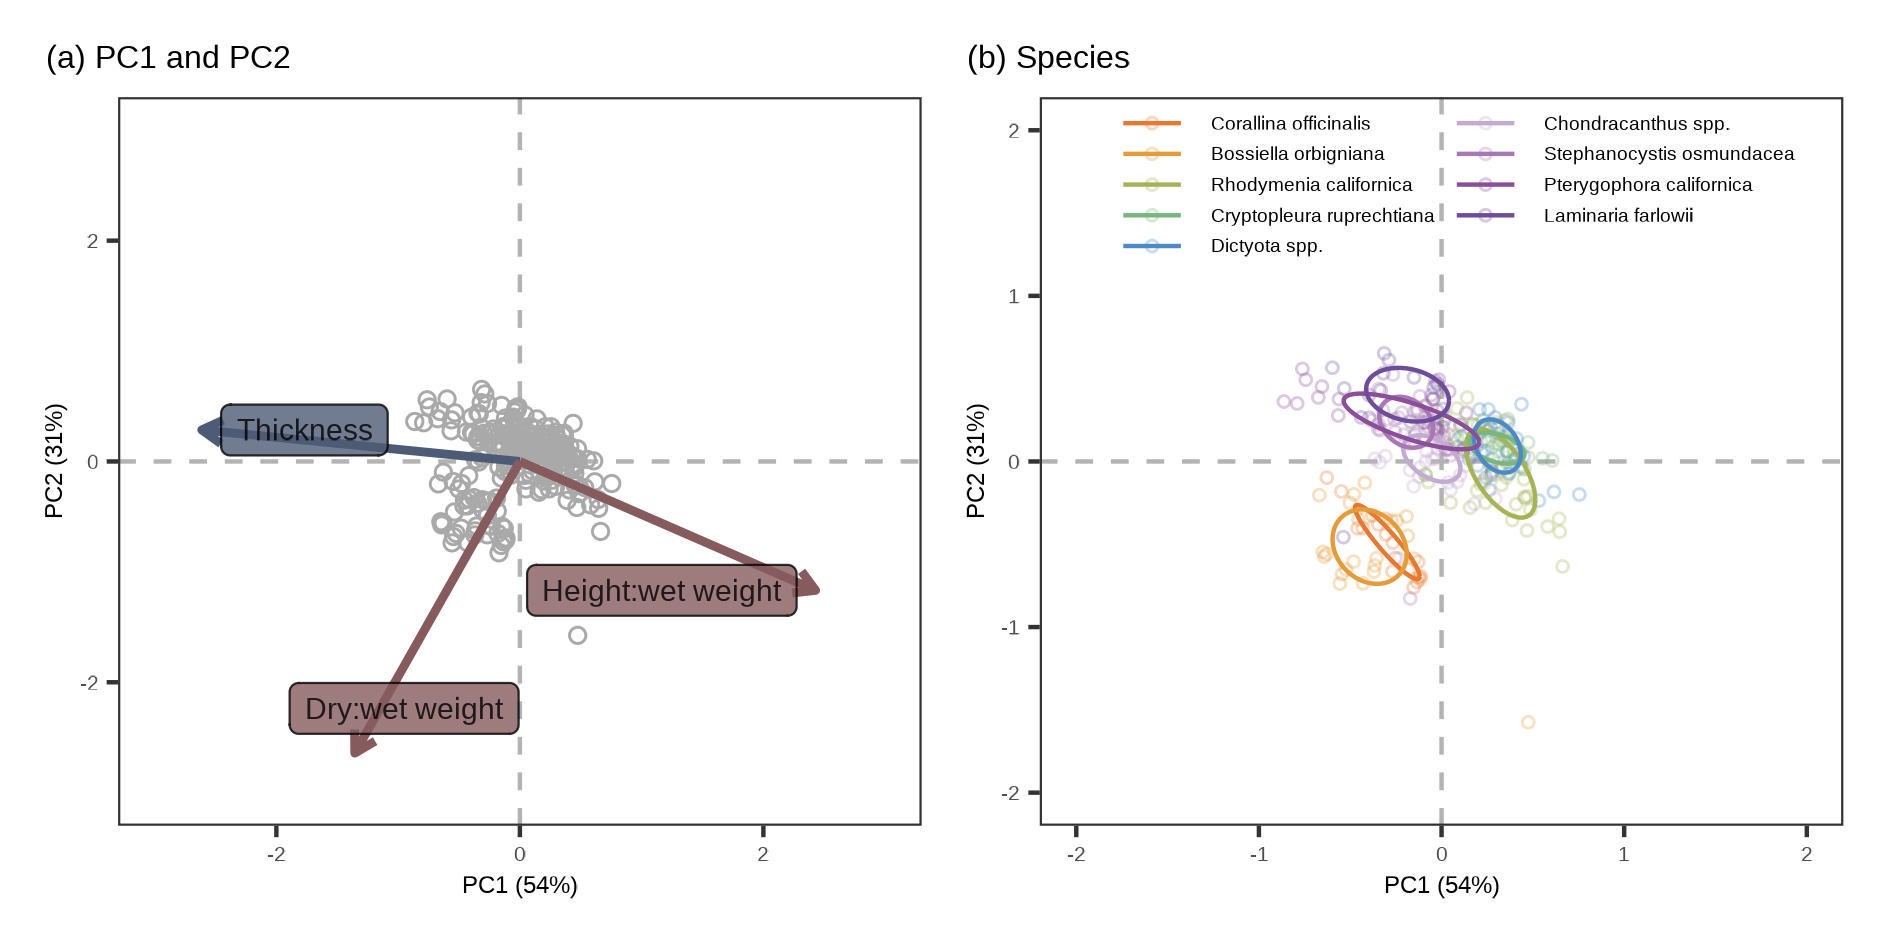 (a) PC1 and PC2
PC2 (31%)
2
0
-2
Thickness
Height:wet weight
Dry:wet weight
-2
0
2
PC1 (54%)
(b) Species
PC2 (31%)
2
1
0
-1
-2
Corallina officinalis
Bossiella orbigniana
Rhodymenia californica
Cryptopleura ruprechtiana
Dictyota spp.
Chondracanthus spp.
Stephanocystis osmundacea
Pterygophora californica
Laminaria farlowii
-2
-1
0
1
2
PC1 (54%)